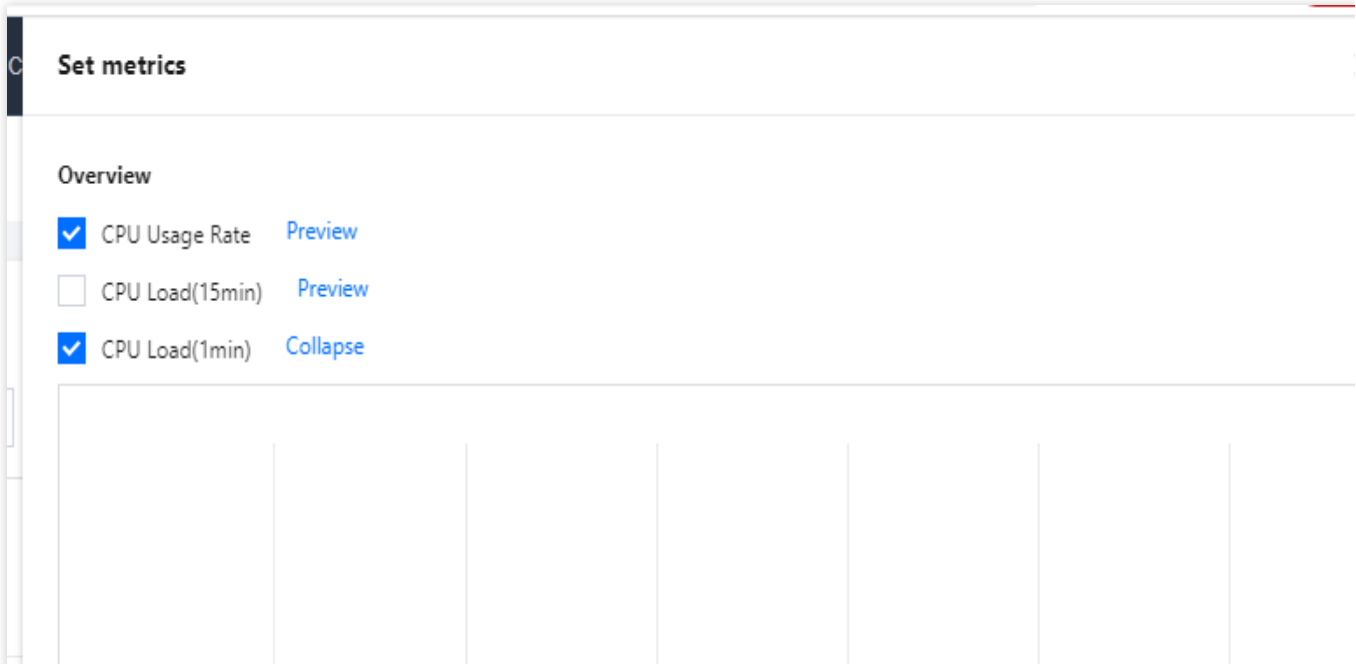 C
Set metrics
Overview
CPU Usage Rate Preview
CPU Load(15min) Preview
CPU Load(1min) Collapse